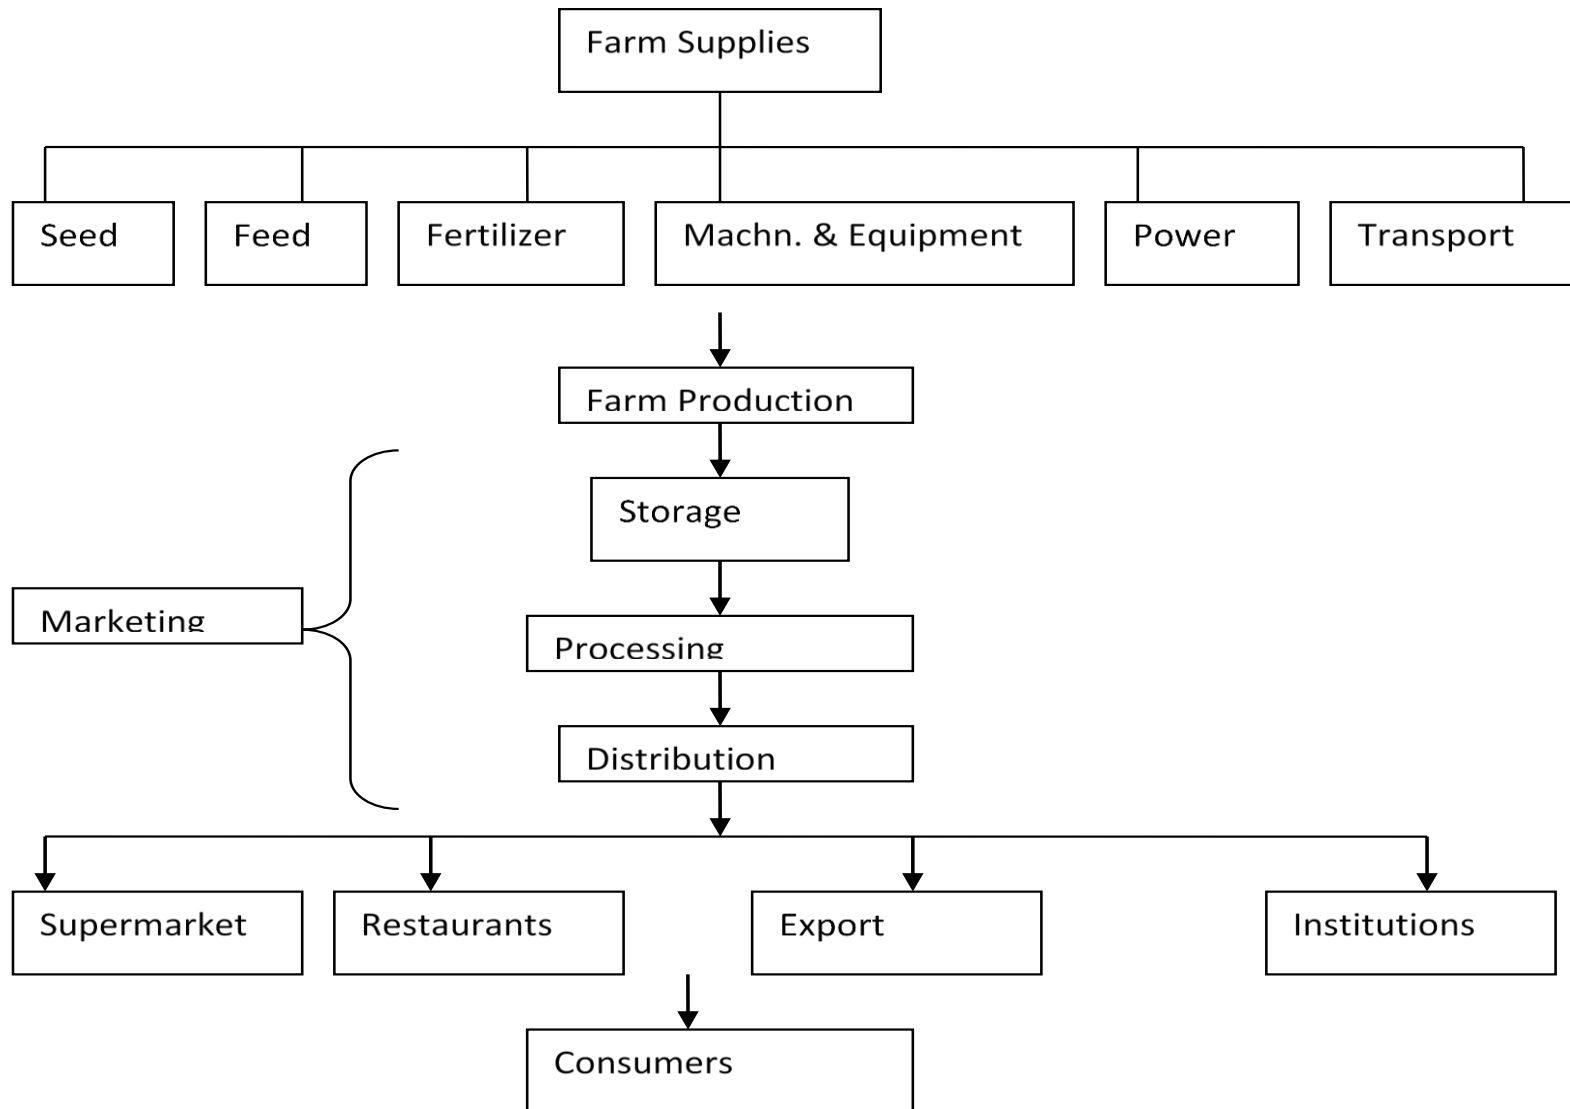 Farm Supplies
Seed
Feed
Fertilizer
Machn. & Equipment
Power
Transport
Farm Production
Storage
Marketing
Processing
Distribution
Supermarket
Restaurants
Export
Institutions
Consumers